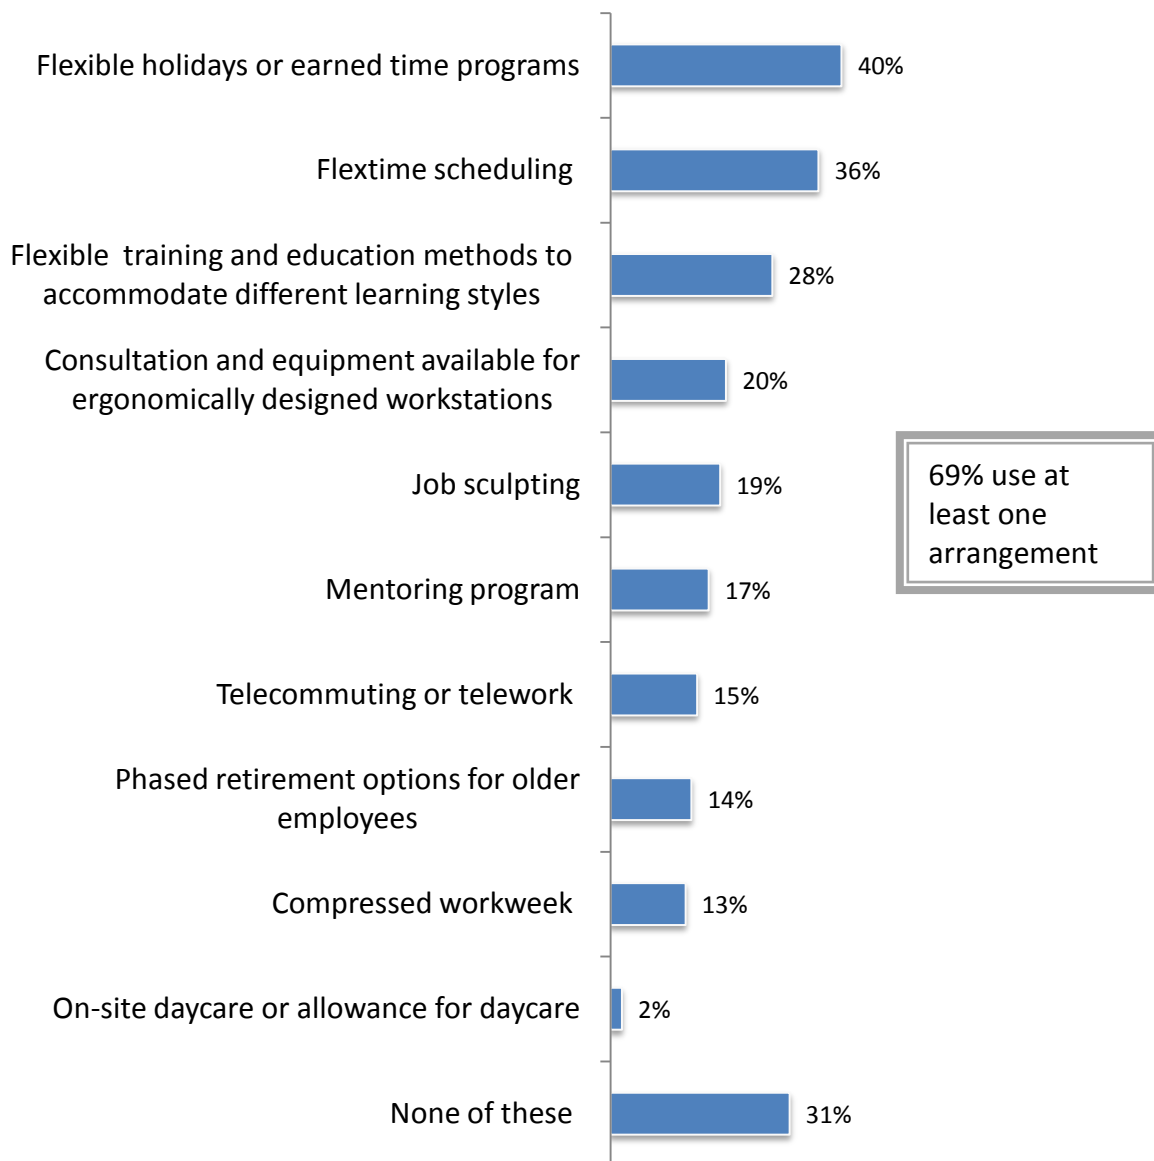 Flexible holidays or earned time programs
40%
Flextime scheduling
36%
Flexible  training and education methods to
accommodate different learning styles
28%
Consultation and equipment available for
ergonomically designed workstations
20%
Job sculpting
19%
69% use at
least one
arrangement
Mentoring program
17%
Telecommuting or telework
15%
Phased retirement options for older
employees
14%
Compressed workweek
13%
On-site daycare or allowance for daycare
2%
None of these
31%